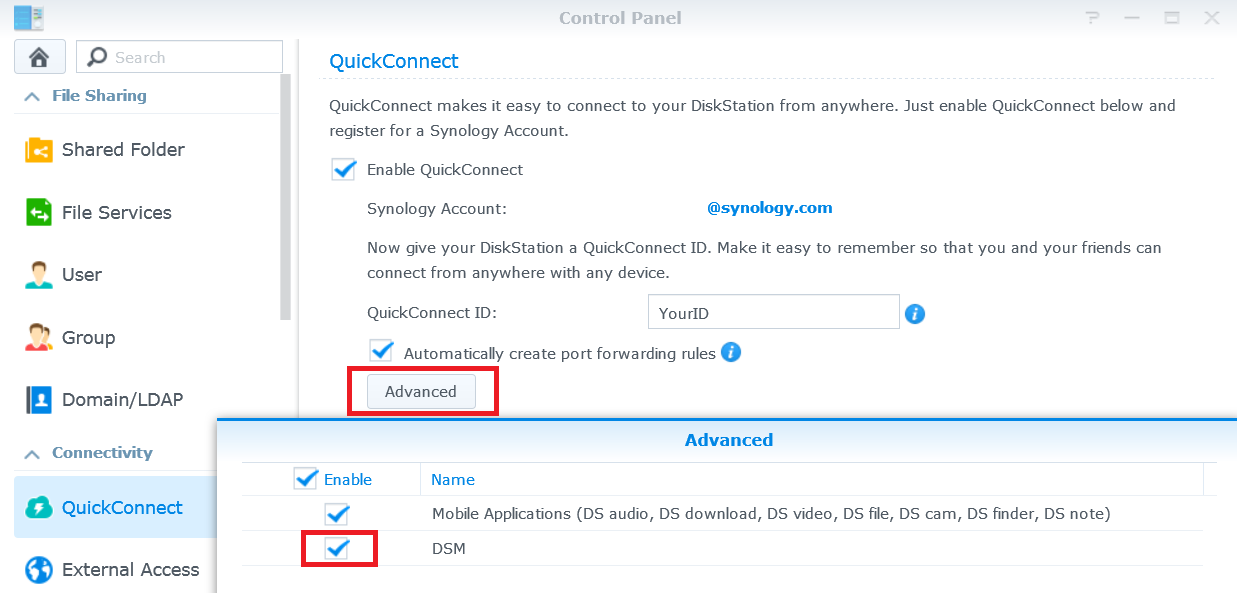 Control Panel
Search
File Sharing
Shared Folder
File Services
User
Group
Domain/LDAP
Connectivity
QuickConnect
External Access
QuickConnect
QuickConnect makes it easy to connect to your DiskStation from anywhere. Just enable QuickConnect below and
register for a Synology Account.
Enable QuickConnect
Synology Account: @synology.com
Now give your DiskStation a QuickConnect ID. Make it easy to remember so that you and your friends can
connect from anywhere with any device.
QuickConnect ID: YourID
Automatically create port forwarding rules
Advanced
Advanced
Enable Name
Mobile Applications (DS audio, DS download, DS video, DS file, DS cam, DS finder, DS note)
DSM